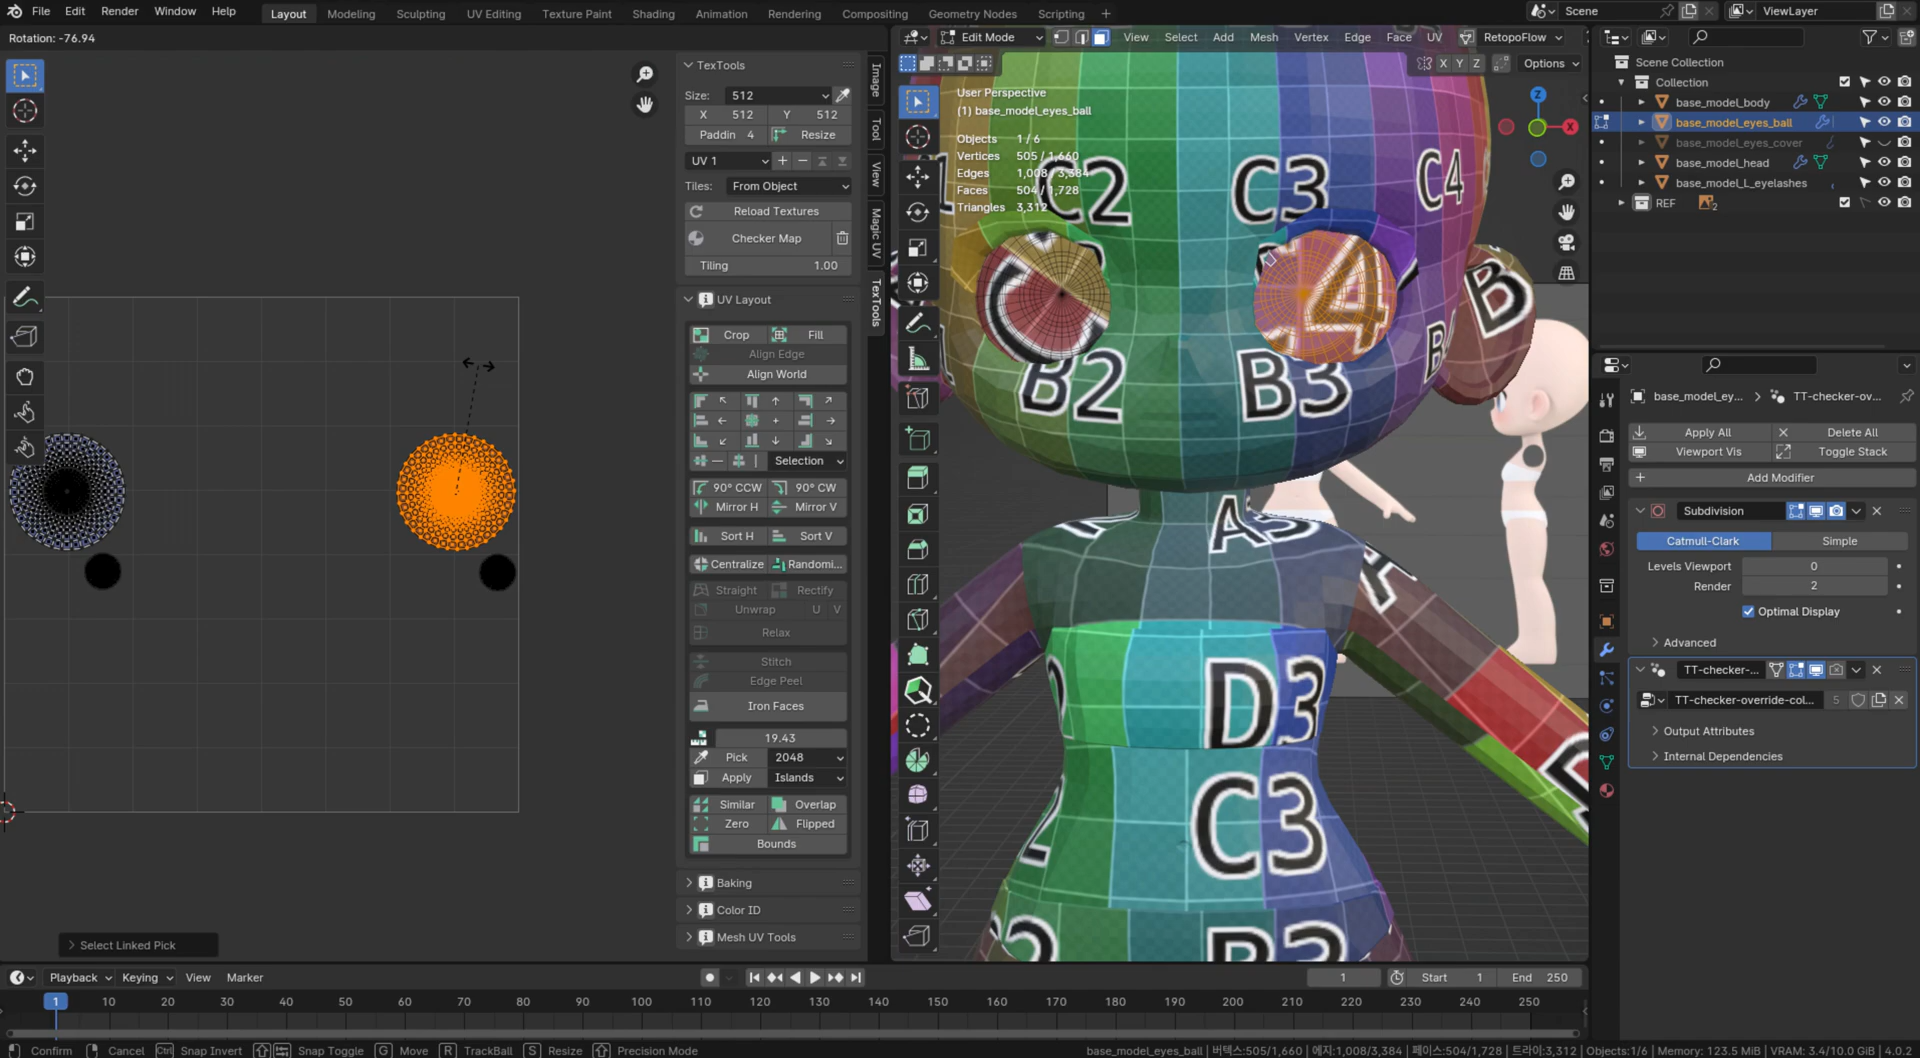 File Edit Render Window Help Layout Modeling Sculpting UV Editing Texture Paint Shading Animation Rendering Compositing Geometry Nodes Scripting + Scene ViewLayer
Rotation: -76.94
Edit Mode View Select Add Mesh Vertex Edge Face UV RetopoFlow
X Y Z Options
TexTools
Size: 512
X 512 Y 512
Paddin 4 Resize
UV 1
Tiles: From Object
Reload Textures
Checker Map
Tiling 1.00
UV Layout
Crop Fill
Align Edge
Align World
Selection
90° CCW 90° CW
Mirror H Mirror V
Sort H Sort V
Centralize Randomi...
Straight Rectify
Unwrap U V
Relax
Stitch
Edge Peel
Iron Faces
19.43
Pick 2048
Apply Islands
Similar Overlap
Zero Flipped
Bounds
Baking
Color ID
Mesh UV Tools
Image
Tool
View
Magic UV
TexTools
Select Linked Pick
User Perspective
(1) base_model_eyes_ball
Objects 1 / 6
Vertices 505 / 1,660
Edges 1,008 / 3,384
Faces 504 / 1,728
Triangles 3,312
Z
X
C2 C3 C4
C 4 B
B2 B3 B
A3
A
D3
C3
2
B3
Scene Collection
Collection
base_model_body
base_model_eyes_ball
base_model_eyes_cover
base_model_head
base_model_L_eyelashes
REF 2
base_model_ey... TT-checker-ov...
Apply All Delete All
Viewport Vis Toggle Stack
Add Modifier
Subdivision
Catmull-Clark Simple
Levels Viewport 0
Render 2
Optimal Display
Advanced
TT-checker-...
TT-checker-override-col... 5
Output Attributes
Internal Dependencies
Playback Keying View Marker 1 Start 1 End 250
1 10 20 30 40 50 60 70 80 90 100 110 120 130 140 150 160 170 180 190 200 210 220 230 240 250
Confirm Cancel Ctrl Snap Invert Snap Toggle G Move R TrackBall S Resize Precision Mode base_model_eyes_ball | 버텍스:505/1,660 | 에지:1,008/3,384 | 페이스:504/1,728 | 트라이:3,312 | Objects:1/6 | Memory: 123.5 MiB | VRAM: 3.4/10.0 GiB | 4.0.2